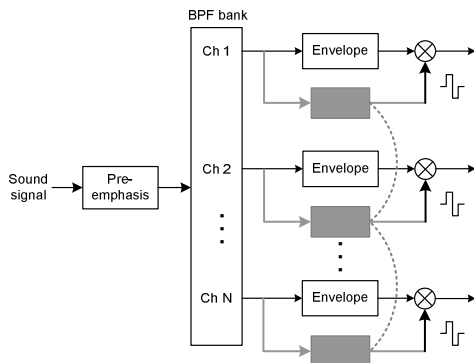 BPF bank
Ch 1
Envelope
Ch 2
Envelope
Sound
signal
Pre-
emphasis
Ch N
Envelope